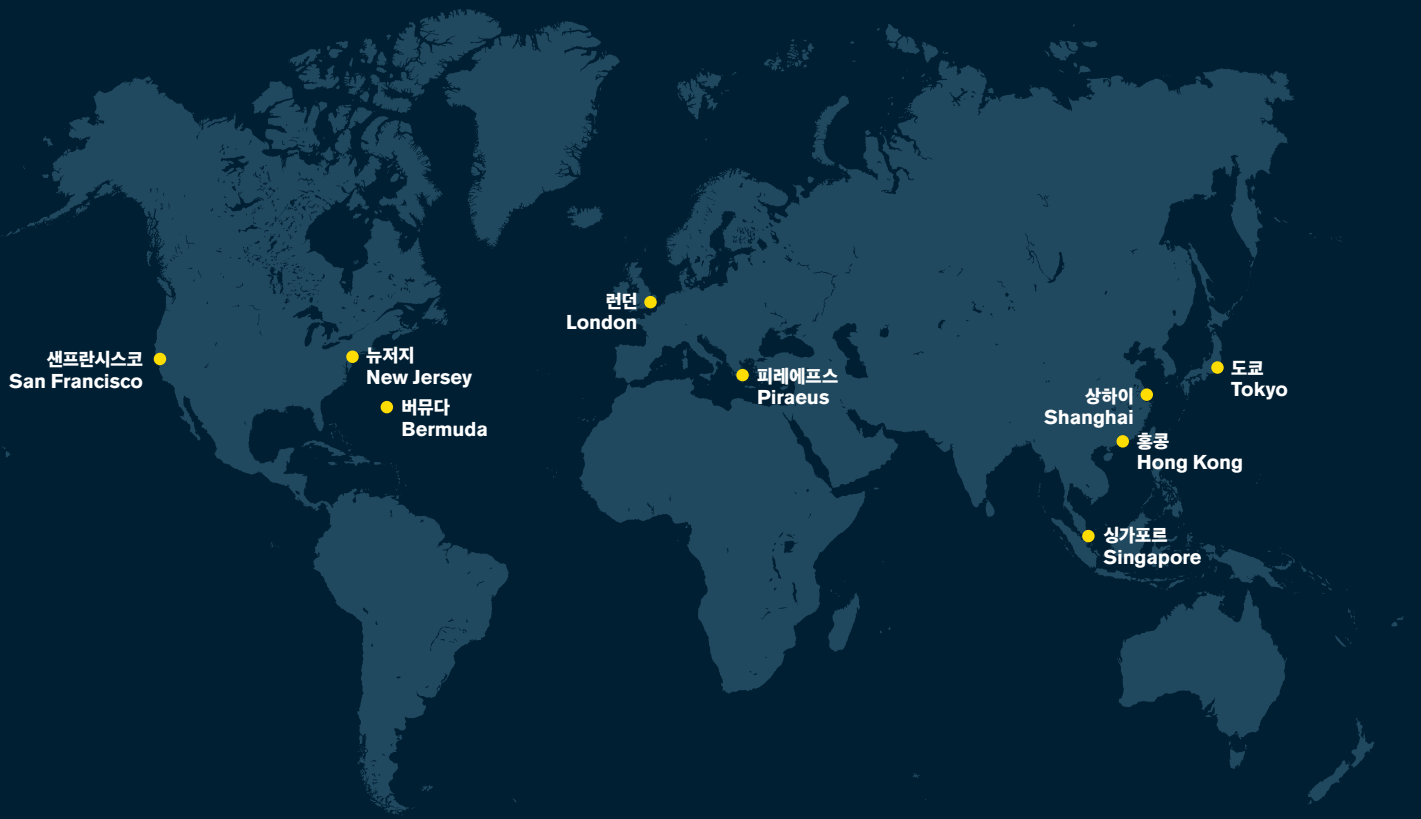 런던
London
샌프란시스코
San Francisco
뉴저지
New Jersey
버뮤다
Bermuda
피레에프스
Piraeus
도쿄
Tokyo
상하이
Shanghai
홍콩
Hong Kong
싱가포르
Singapore